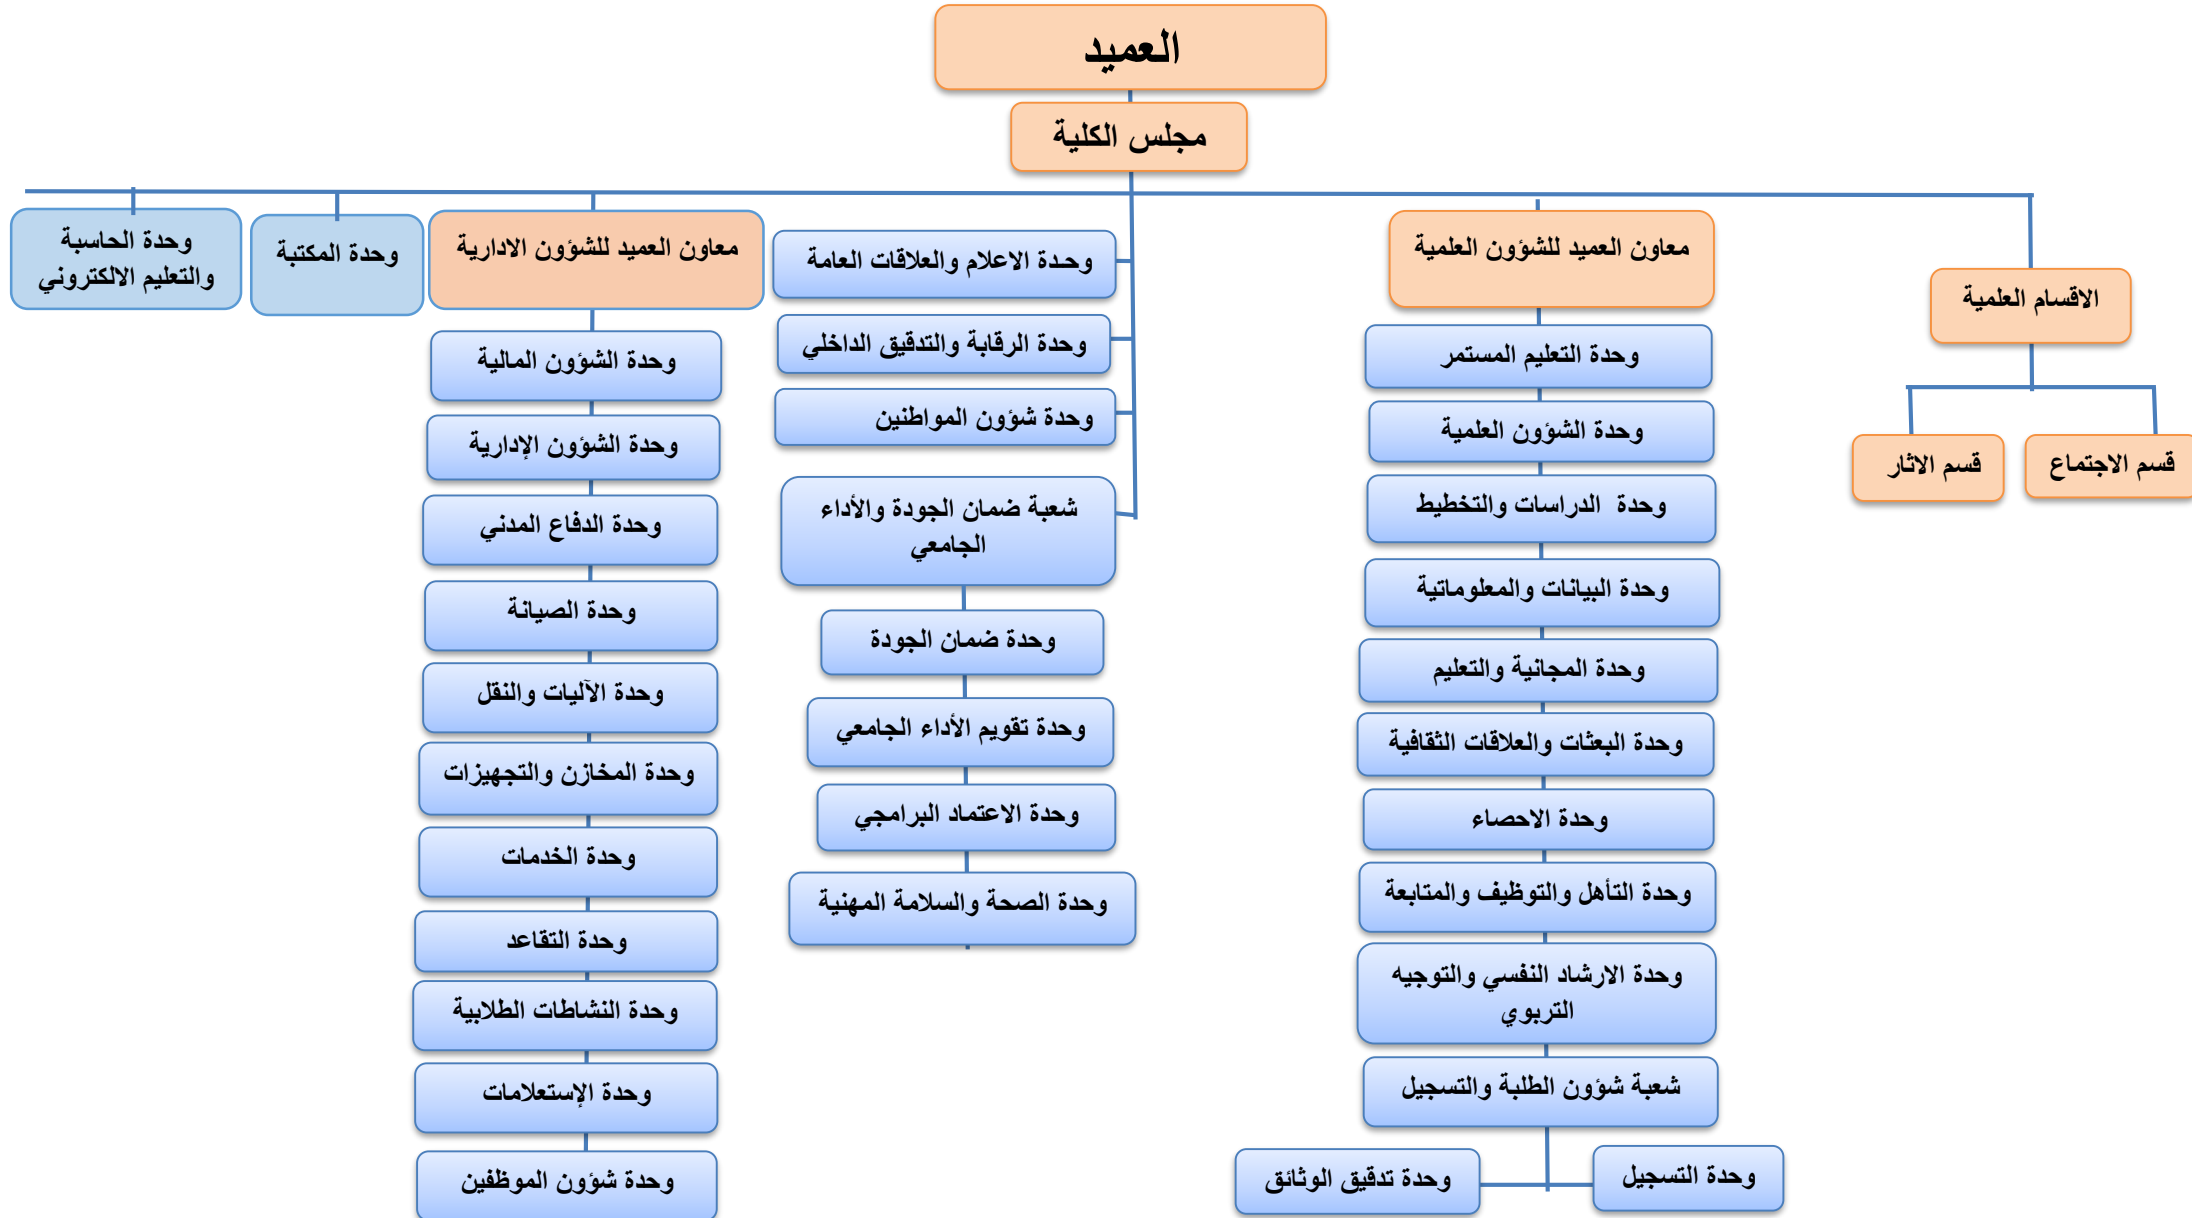 العميد
مجلس الكلية
الاقسام العلمية
قسم الاجتماع
قسم الاثار
معاون العميد للشؤون العلمية
وحدة التعليم المستمر
وحدة الشؤون العلمية
وحدة الدراسات والتخطيط
وحدة البيانات والمعلوماتية
وحدة المجانية والتعليم
وحدة البعثات والعلاقات الثقافية
وحدة الاحصاء
وحدة التأهل والتوظيف والمتابعة
وحدة الارشاد النفسي والتوجيه
التربوي
شعبة شؤون الطلبة والتسجيل
وحدة التسجيل
وحدة تدقيق الوثائق
وحدة الاعلام والعلاقات العامة
وحدة الرقابة والتدقيق الداخلي
وحدة شؤون المواطنين
شعبة ضمان الجودة والأداء
الجامعي
وحدة ضمان الجودة
وحدة تقويم الأداء الجامعي
وحدة الاعتماد البرامجي
وحدة الصحة والسلامة المهنية
معاون العميد للشؤون الادارية
وحدة الشؤون المالية
وحدة الشؤون الإدارية
وحدة الدفاع المدني
وحدة الصيانة
وحدة الآليات والنقل
وحدة المخازن والتجهيزات
وحدة الخدمات
وحدة التقاعد
وحدة النشاطات الطلابية
وحدة الإستعلامات
وحدة شؤون الموظفين
وحدة المكتبة
وحدة الحاسبة
والتعليم الالكتروني